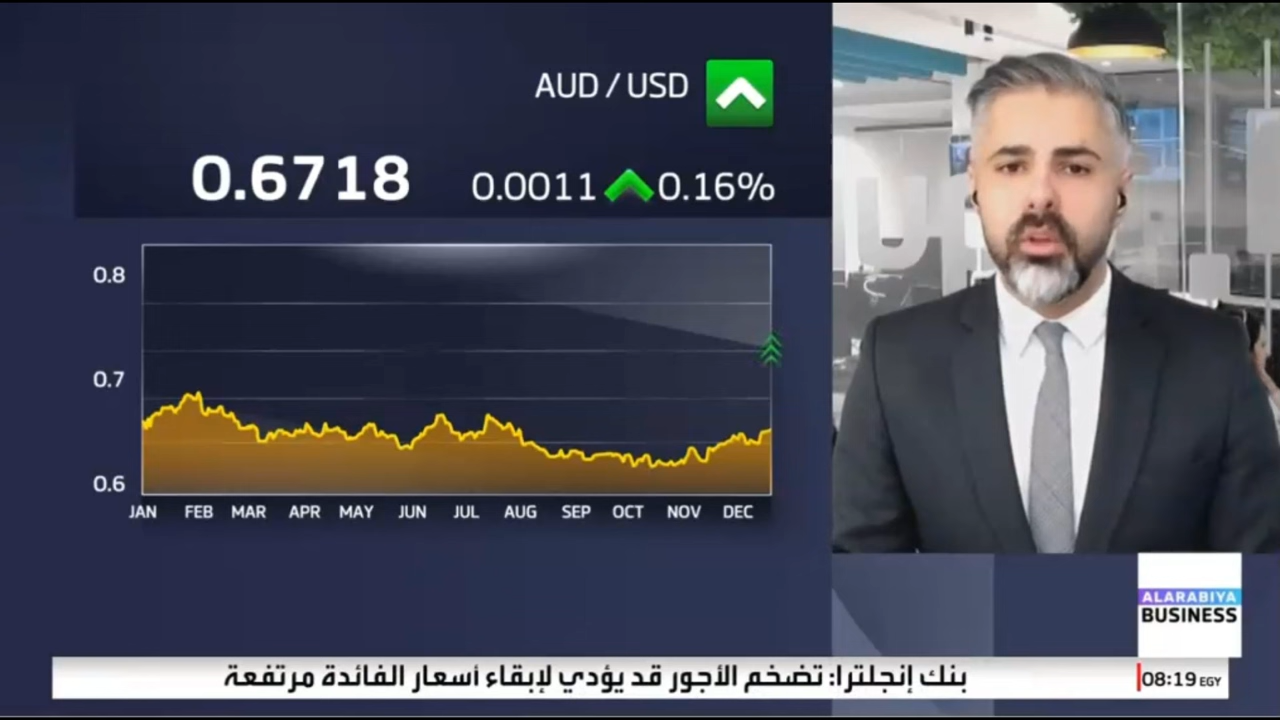 AUD / USD
0.6718
0.0011 0.16%
0.8
0.7
0.6
JAN FEB MAR APR MAY JUN JUL AUG SEP OCT NOV DEC
ALARABIYA
BUSINESS
بنك إنجلترا: تضخم الأجور قد يؤدي لإبقاء أسعار الفائدة مرتفعة
08:19 EGY